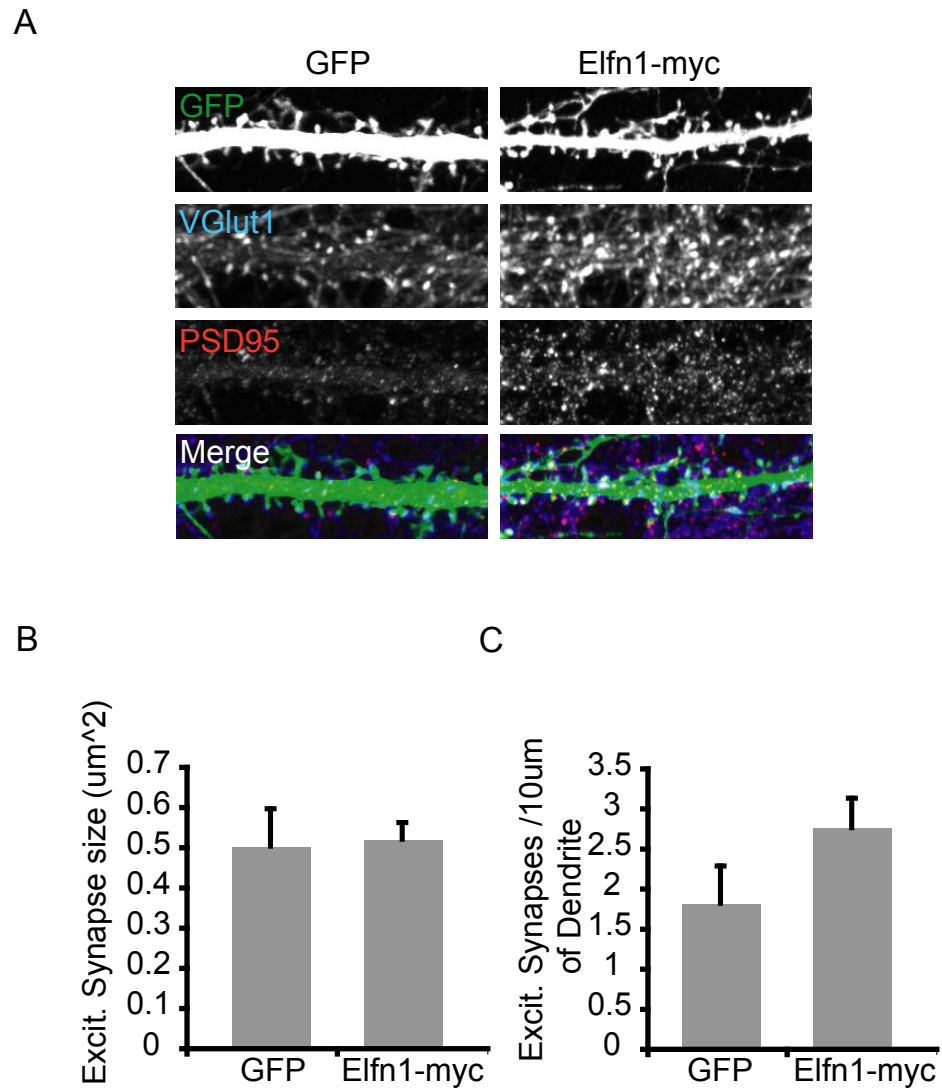 A
GFP Elfn1-myc
GFP
VGlut1
PSD95
Merge
B
C
Excit. Synapse size (um^2)
0.7
0.6
0.5
0.4
0.3
0.2
0.1
0
GFP Elfn1-myc
Excit. Synapses /10um
of Dendrite
3.5
3
2.5
2
1.5
1
0.5
0
GFP Elfn1-myc